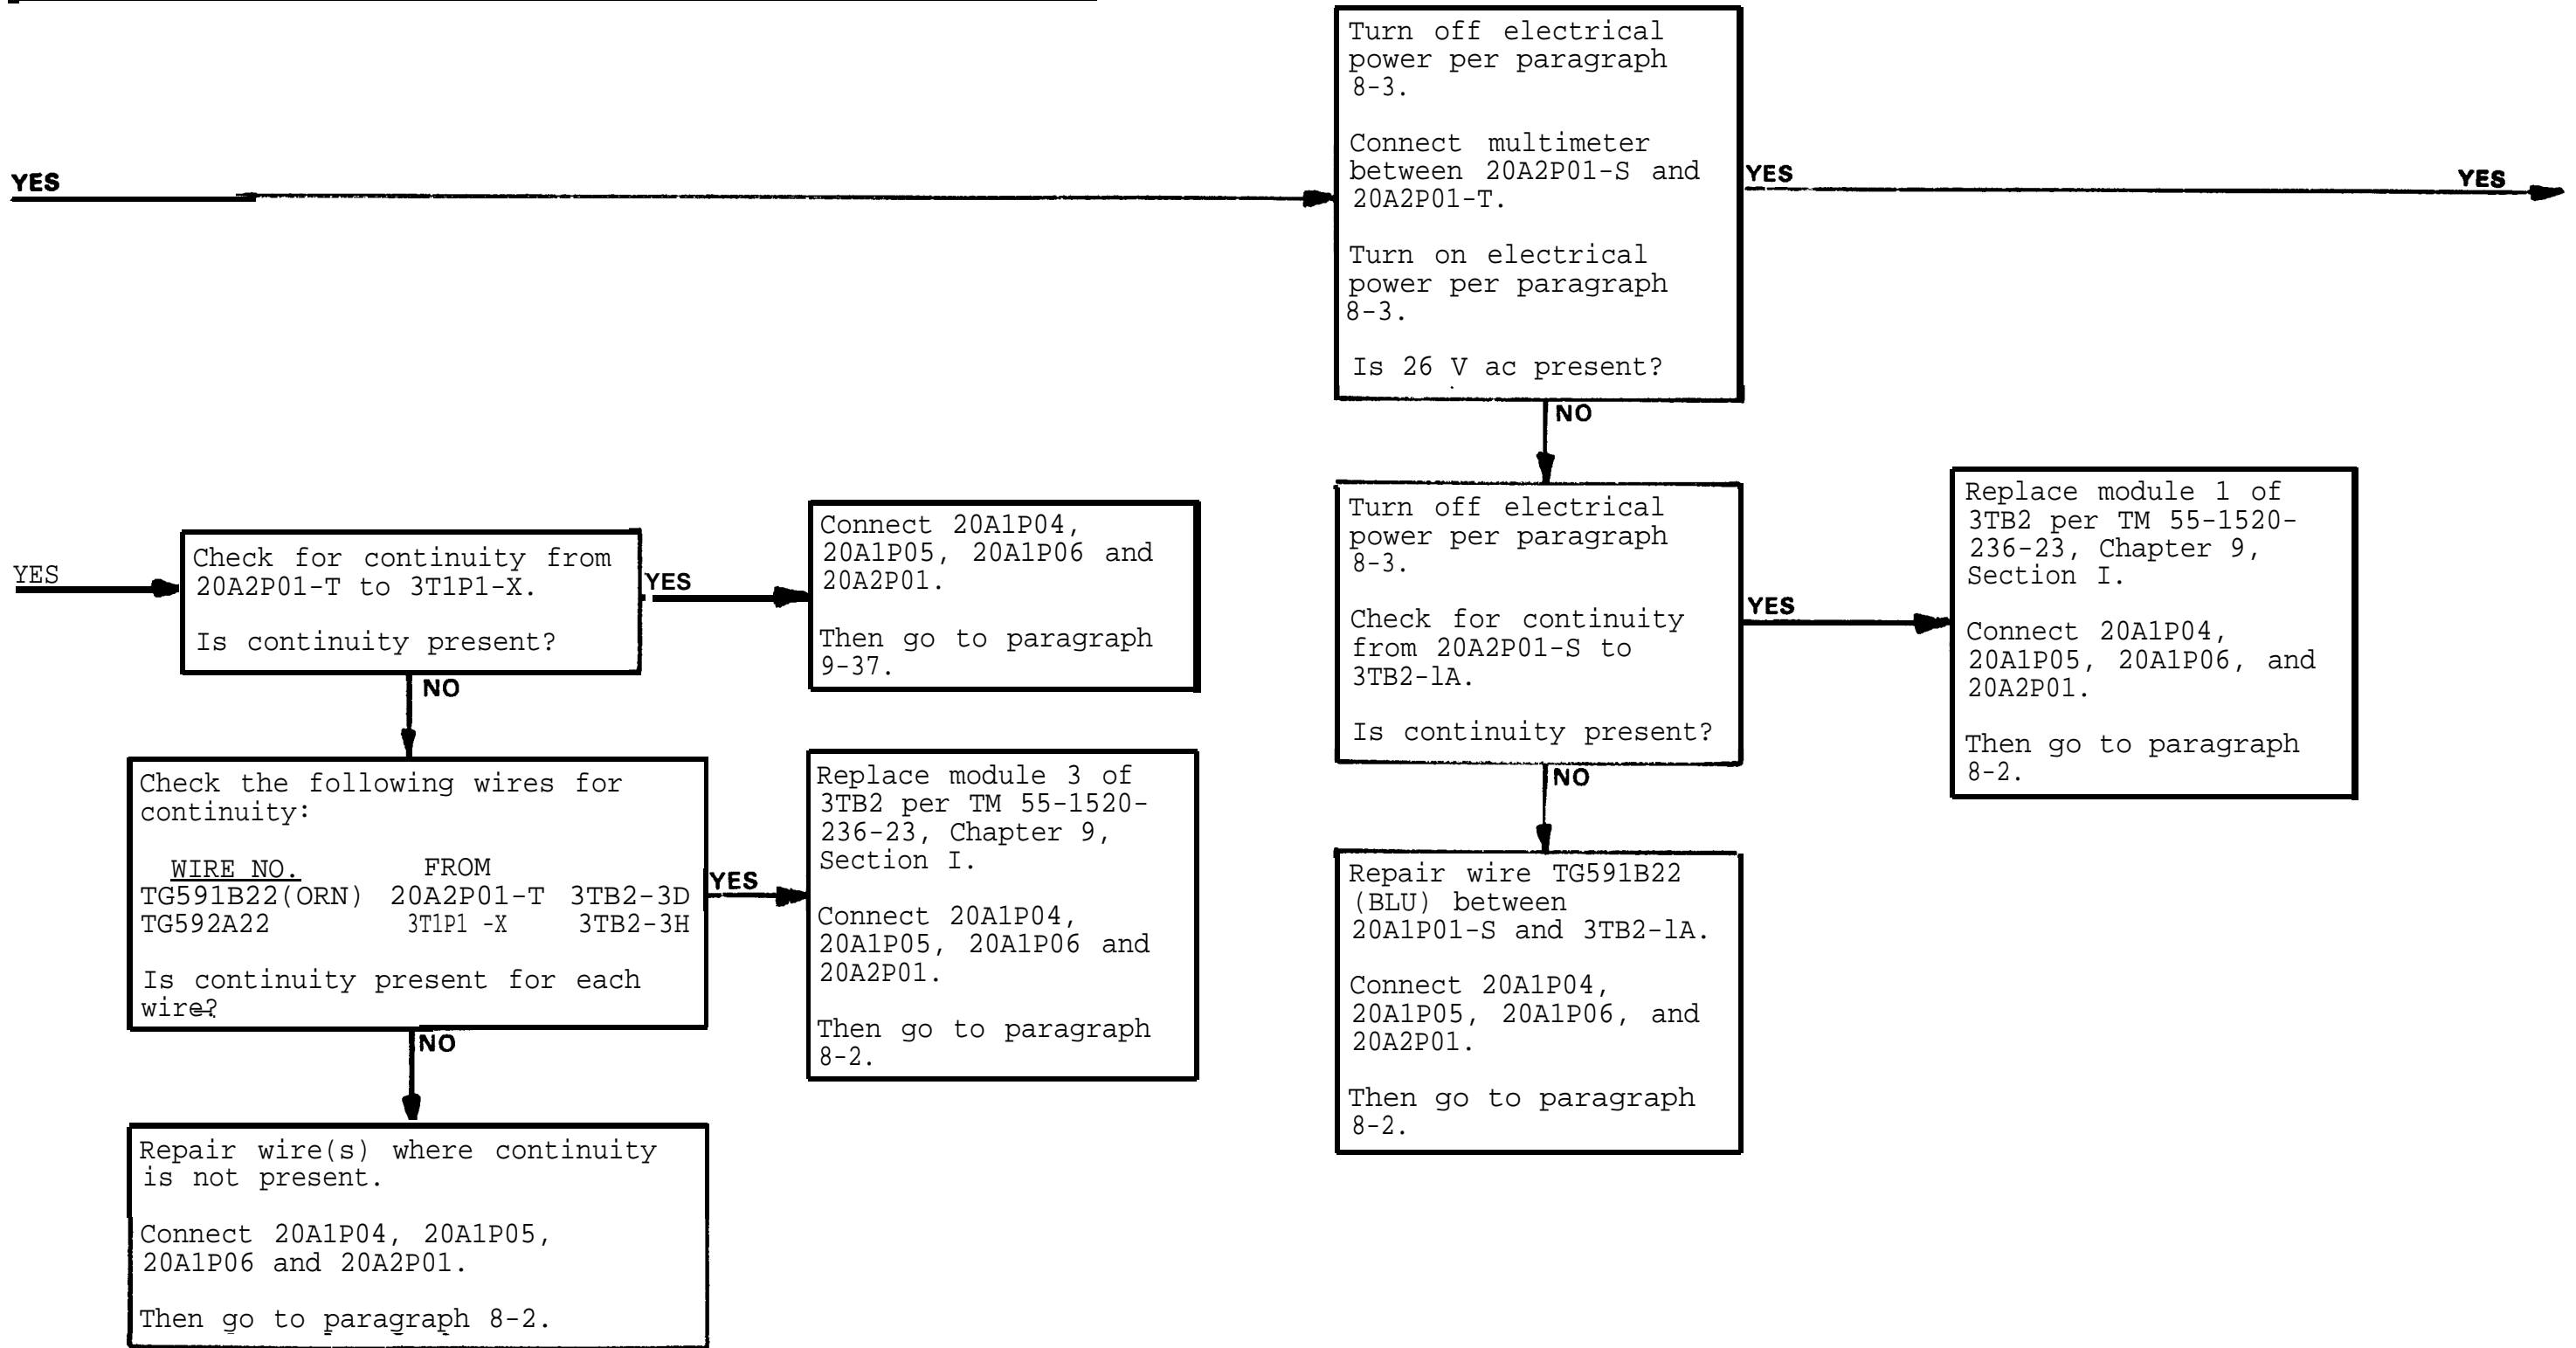 YES
Turn off electrical
power per paragraph
8-3.
Connect multimeter
between 20A2P01-S and
20A2P01-T.
Turn on electrical
power per paragraph
8-3.
Is 26 V ac present?
YES
YES
NO
Turn off electrical
power per paragraph
8-3.
Check for continuity
from 20A2P01-S to
3TB2-lA.
Is continuity present?
YES
Replace module 1 of
3TB2 per TM 55-1520-
236-23, Chapter 9,
Section I.
Connect 20A1P04,
20A1P05, 20A1P06, and
20A2P01.
Then go to paragraph
8-2.
NO
Repair wire TG591B22
(BLU) between
20A1P01-S and 3TB2-lA.
Connect 20A1P04,
20A1P05, 20A1P06, and
20A2P01.
Then go to paragraph
8-2.
YES
Check for continuity from
20A2P01-T to 3T1P1-X.
Is continuity present?
YES
Connect 20A1P04,
20A1P05, 20A1P06 and
20A2P01.
Then go to paragraph
9-37.
NO
Check the following wires for
continuity:
WIRE NO. FROM
TG591B22(ORN) 20A2P01-T 3TB2-3D
TG592A22 3T1P1 -X 3TB2-3H
Is continuity present for each
wire?
YES
Replace module 3 of
3TB2 per TM 55-1520-
236-23, Chapter 9,
Section I.
Connect 20A1P04,
20A1P05, 20A1P06 and
20A2P01.
Then go to paragraph
8-2.
NO
Repair wire(s) where continuity
is not present.
Connect 20A1P04, 20A1P05,
20A1P06 and 20A2P01.
Then go to paragraph 8-2.